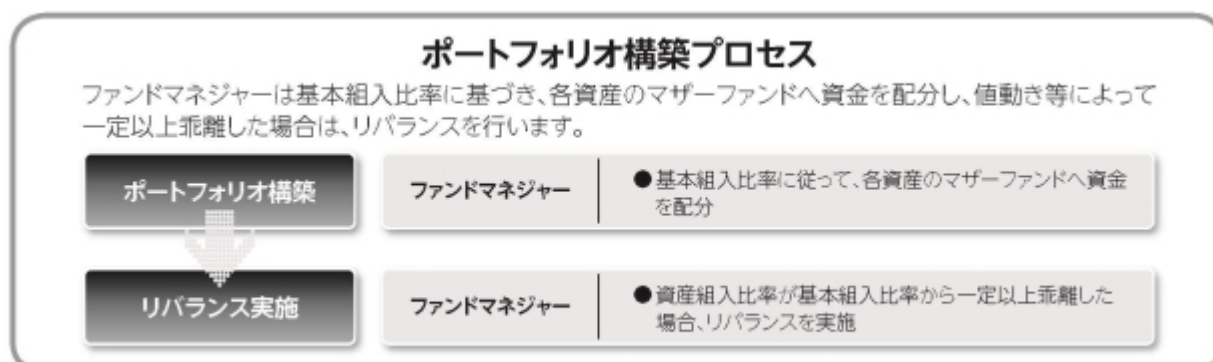 ポートフォリオ構築プロセス
ファンドマネジャーは基本組入比率に基づき、各資産のマザーファンドへ資金を配分し、値動き等によって
一定以上乖離した場合は、リバランスを行います。
ポートフォリオ構築
ファンドマネジャー
●基本組入比率に従って、各資産のマザーファンドへ資金
を配分
リバランス実施
ファンドマネジャー
●資産組入比率が基本組入比率から一定以上乖離した
場合、リバランスを実施